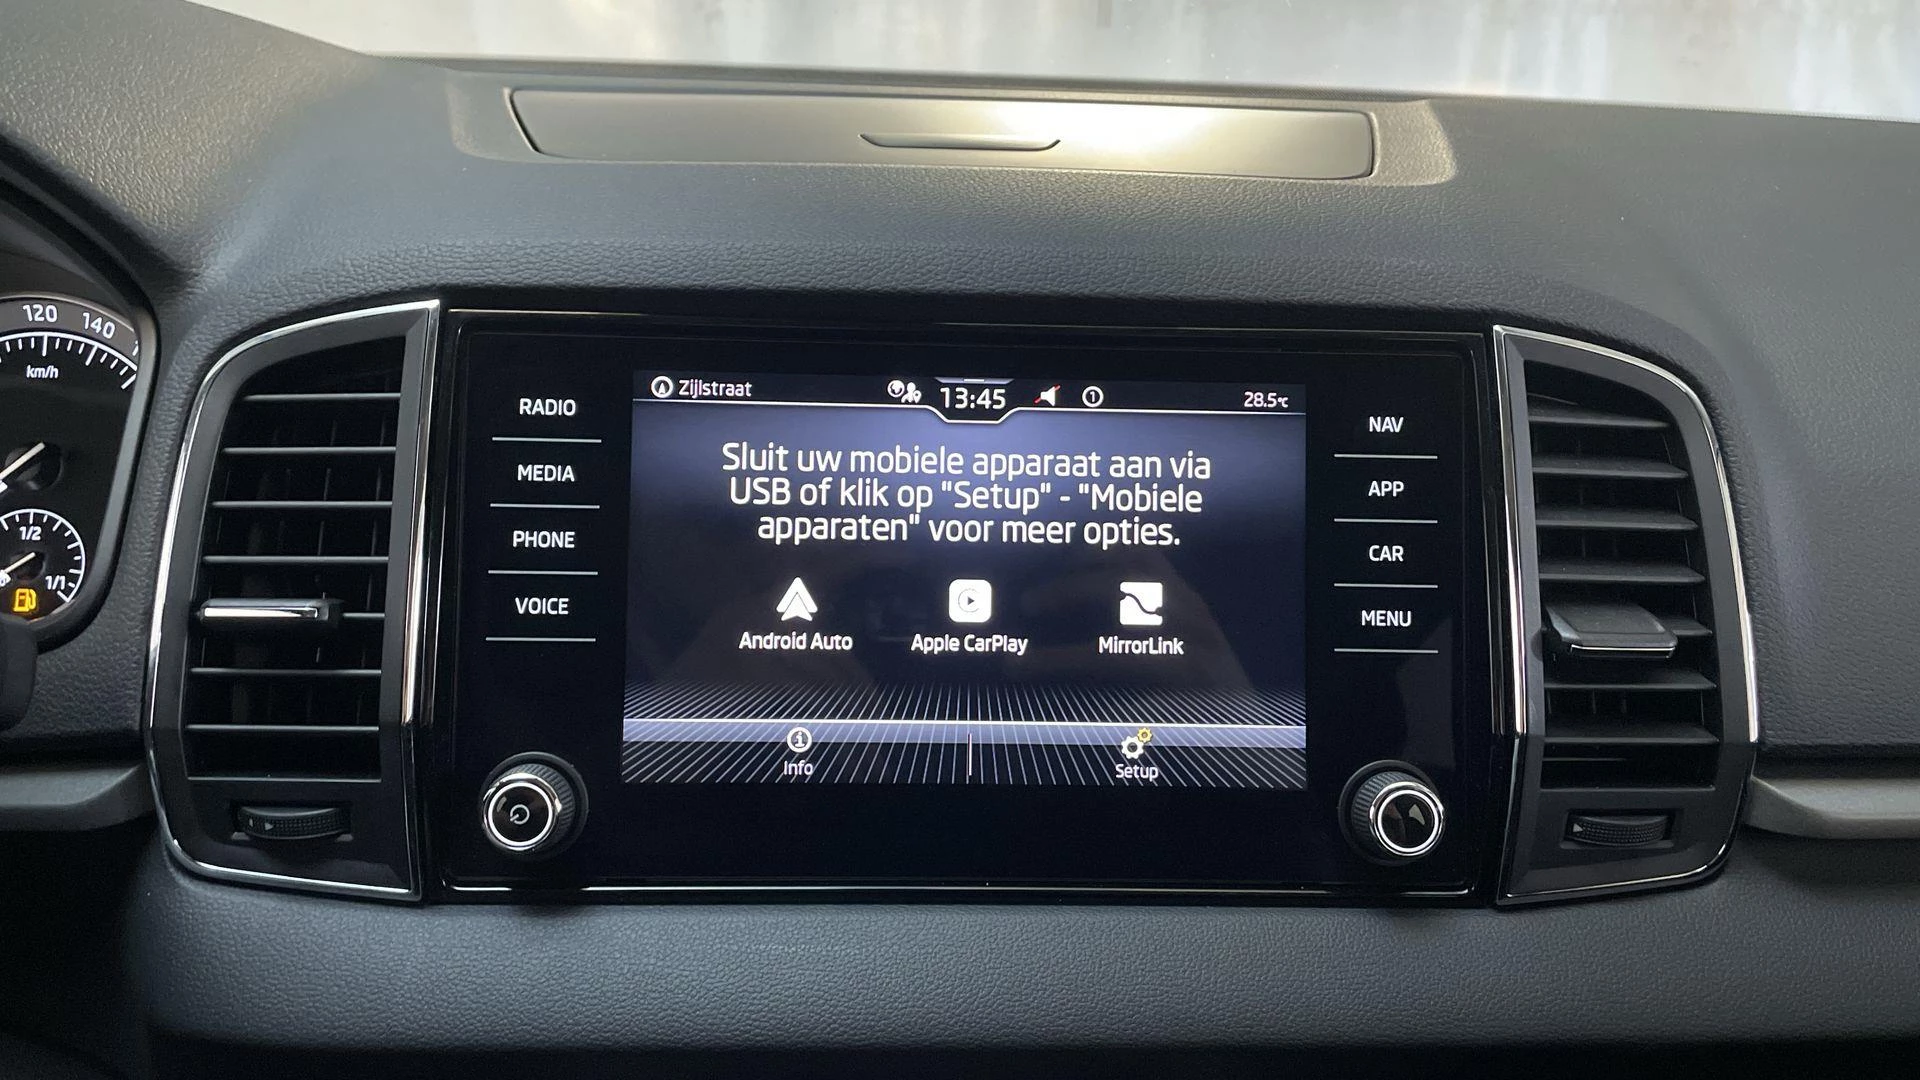 120
140
km/h
1/2
1/1
RADIO
MEDIA
PHONE
VOICE
Zijlstraat
13:45
1
28.5°C
Sluit uw mobiele apparaat aan via
USB of klik op "Setup" - "Mobiele
apparaten" voor meer opties.
Android Auto
Apple CarPlay
MirrorLink
Info
Setup
NAV
APP
CAR
MENU